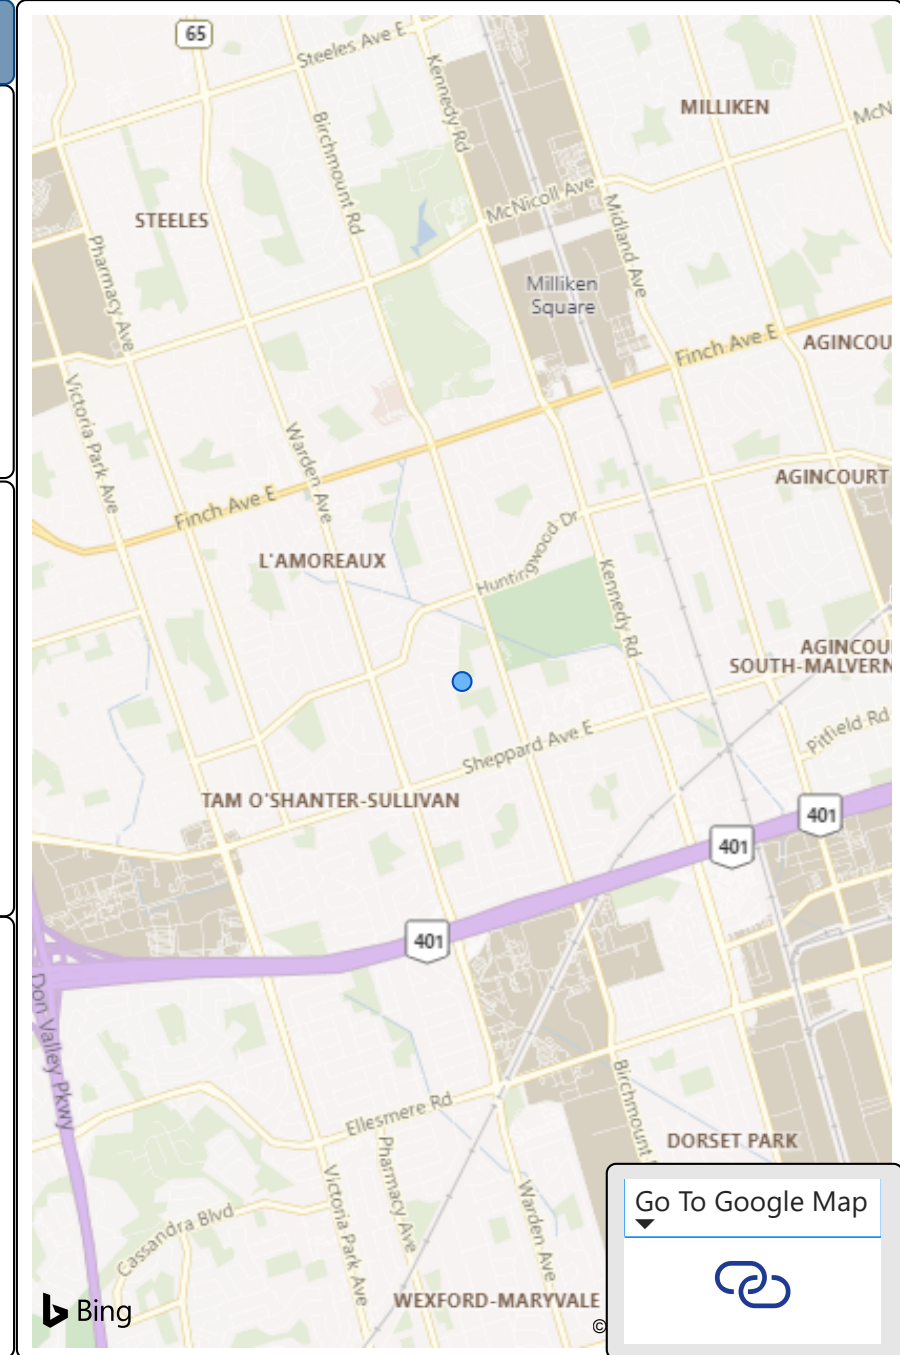 65
Steeles Ave E
Kennedy Rd
MILLIKEN
McN
Birchmount Rd
McNicoll Ave
STEELES
Midland Ave
Pharmacy Ave
Milliken
Square
Finch Ave E
AGINCOU
Victoria Park Ave
Warden Ave
AGINCOURT
Finch Ave E
Huntingwood Dr
L'AMOREAUX
Kennedy Rd
AGINCOU
SOUTH-MALVERN
Pitfield Rd
Sheppard Ave E
TAM O'SHANTER-SULLIVAN
401
401
401
Don Valley Pkwy
Ellesmere Rd
Birchmount
DORSET PARK
Pharmacy Ave
Victoria Park Ave
Warden Ave
Cassandra Blvd
WEXFORD-MARYVALE
Bing
©
Go To Google Map